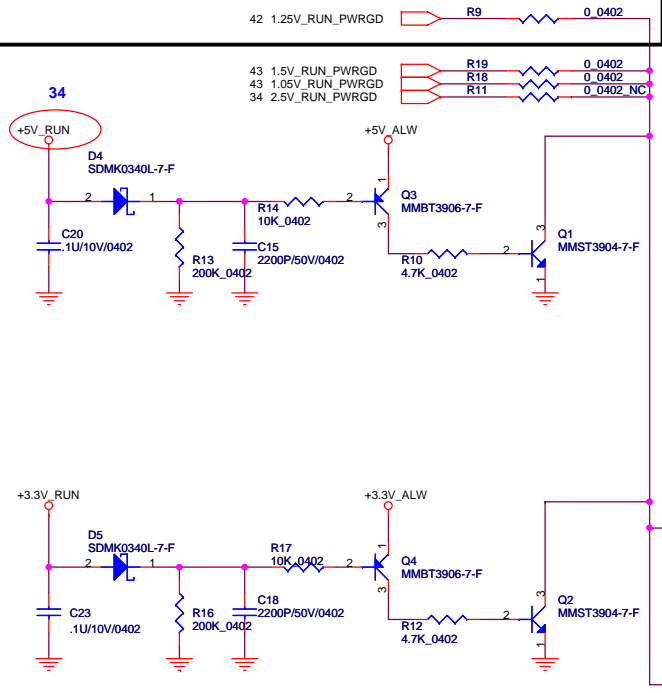 42 1.25V_RUN_PWRGD R9 0_0402
43 1.5V_RUN_PWRGD R19 0_0402
43 1.05V_RUN_PWRGD R18 0_0402
34 2.5V_RUN_PWRGD R11 0_0402_NC
34
+5V_RUN
+5V_ALW
D4
SDMK0340L-7-F
2 1
C20
.1U/10V/0402
R13
200K_0402
R14
10K_0402
C15
2200P/50V/0402
2
1
3
Q3
MMBT3906-7-F
R10
4.7K_0402
2
3
1
Q1
MMST3904-7-F
+3.3V_RUN
+3.3V_ALW
D5
SDMK0340L-7-F
2 1
C23
.1U/10V/0402
R16
200K_0402
R17
10K_0402
C18
2200P/50V/0402
2
1
3
Q4
MMBT3906-7-F
R12
4.7K_0402
2
3
1
Q2
MMST3904-7-F